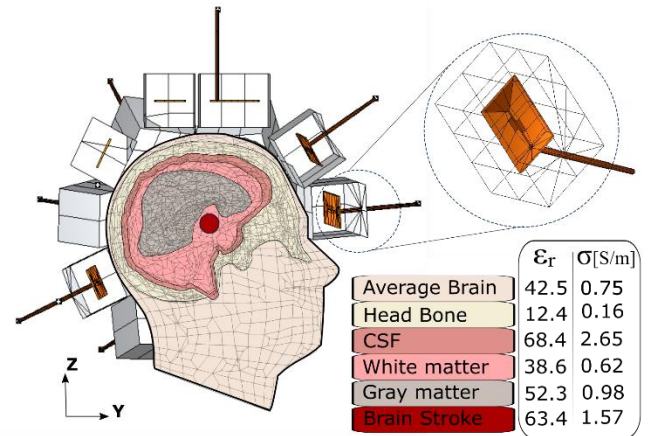 εr σ[S/m]
Average Brain 42.5 0.75
Head Bone 12.4 0.16
CSF 68.4 2.65
White matter 38.6 0.62
Gray matter 52.3 0.98
Brain Stroke 63.4 1.57
Z
Y